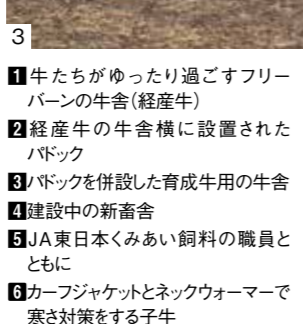 3
1牛たちがゆったり過ごすフリー
バーンの牛舎（経産牛）
2経産牛の牛舎横に設置された
パドック
3パドックを併設した育成牛用の牛舎
4建設中の新畜舎
5JA東日本くみあい飼料の職員と
ともに
6カーフジャケットとネックウォーマーで
寒さ対策をする子牛